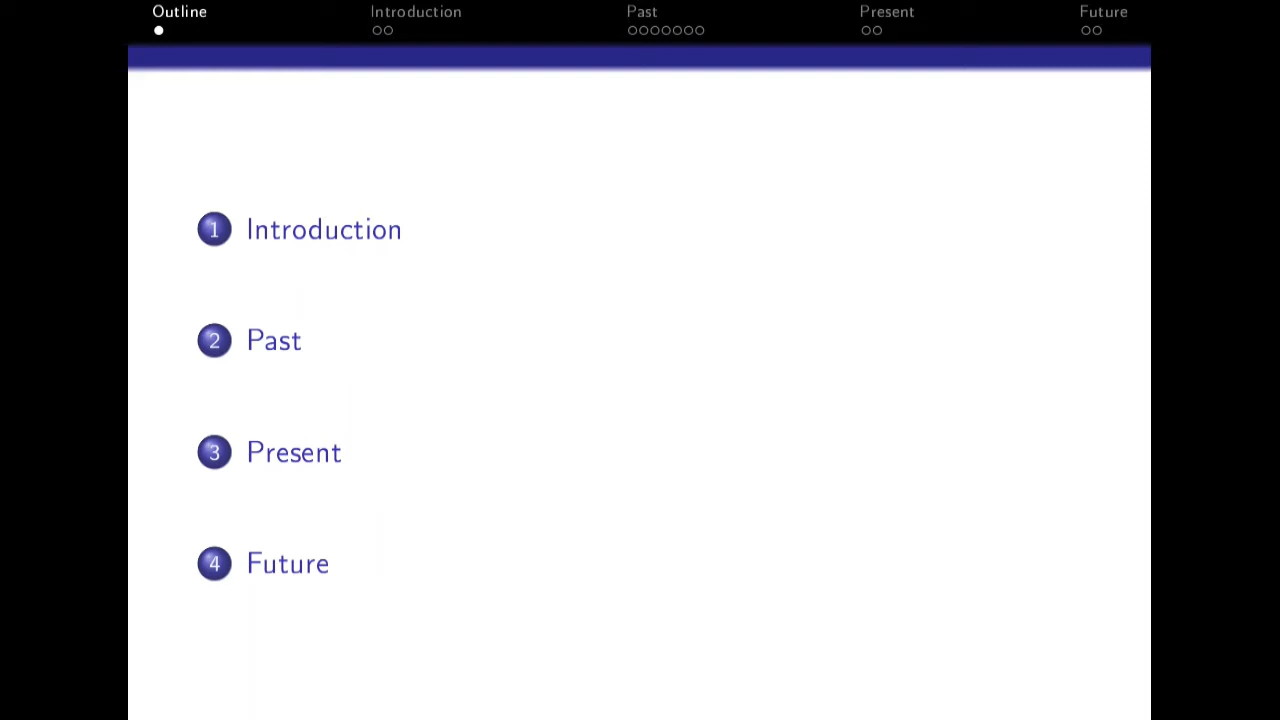 Outline Introduction Past Present Future
1 Introduction
2 Past
3 Present
4 Future